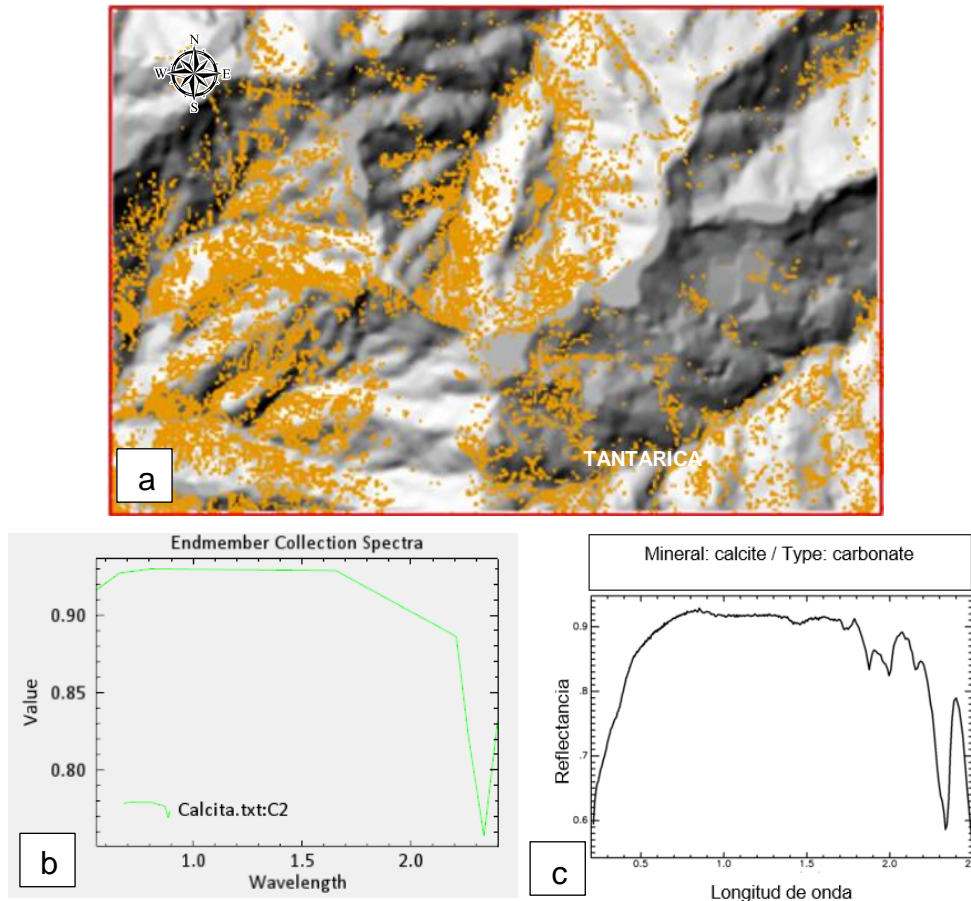 N
W E
S
TANTARICA
a
Endmember Collection Spectra
0.90
0.85
0.80
Value
Calcita.txt:C2
1.0 1.5 2.0
Wavelength
b
Mineral: calcite / Type: carbonate
0.9
.8
.7
0.6
Reflectancia
0.5 1.0 1.5 2.0 2
Longitud de onda
c